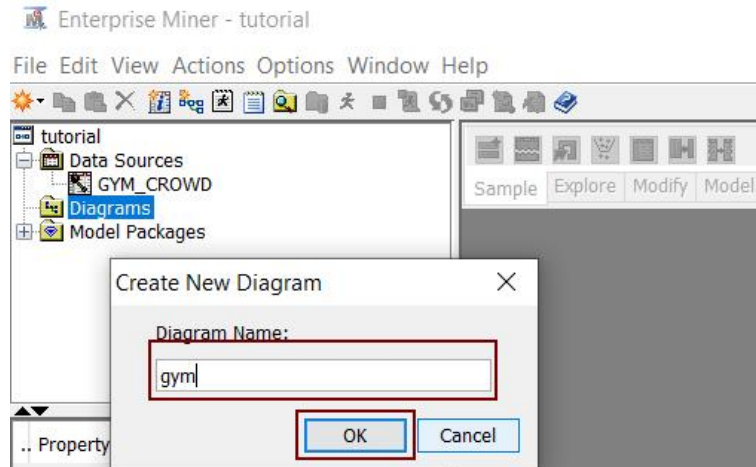 Enterprise Miner - tutorial
File Edit View Actions Options Window Help
tutorial
Data Sources
GYM_CROWD
Diagrams
Model Packages
Sample Explore Modify Model
Create New Diagram
Diagram Name:
gym
OK Cancel
.. Property